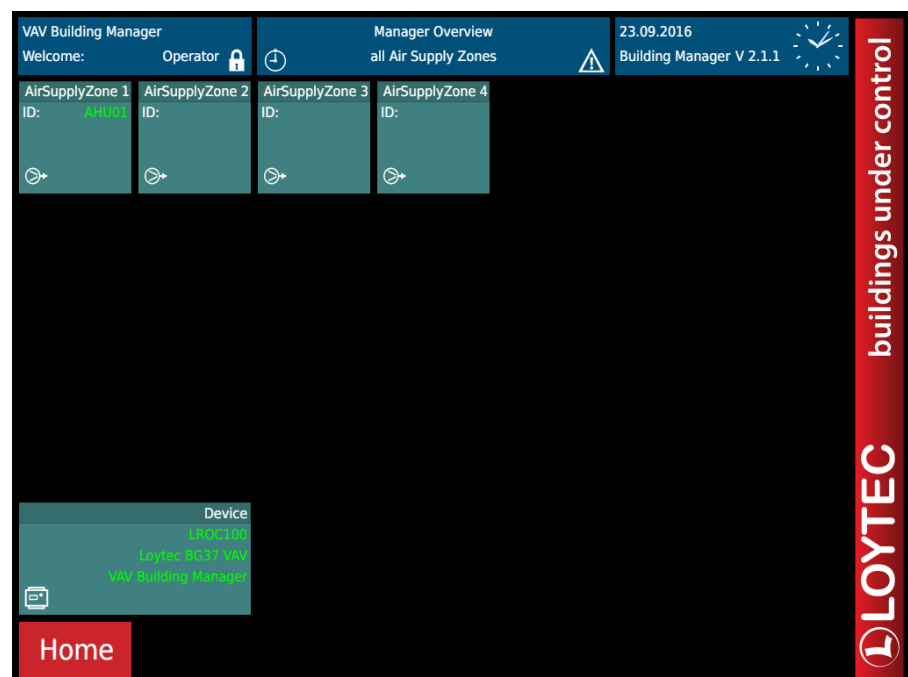 VAV Building Manager
Welcome: Operator
Manager Overview
all Air Supply Zones
23.09.2016
Building Manager V 2.1.1
AirSupplyZone 1
ID: AHU01
AirSupplyZone 2
ID:
AirSupplyZone 3
ID:
AirSupplyZone 4
ID:
Device
LROC100
Loytec BG37 VAV
VAV Building Manager
Home
buildings under control
LOYTEC